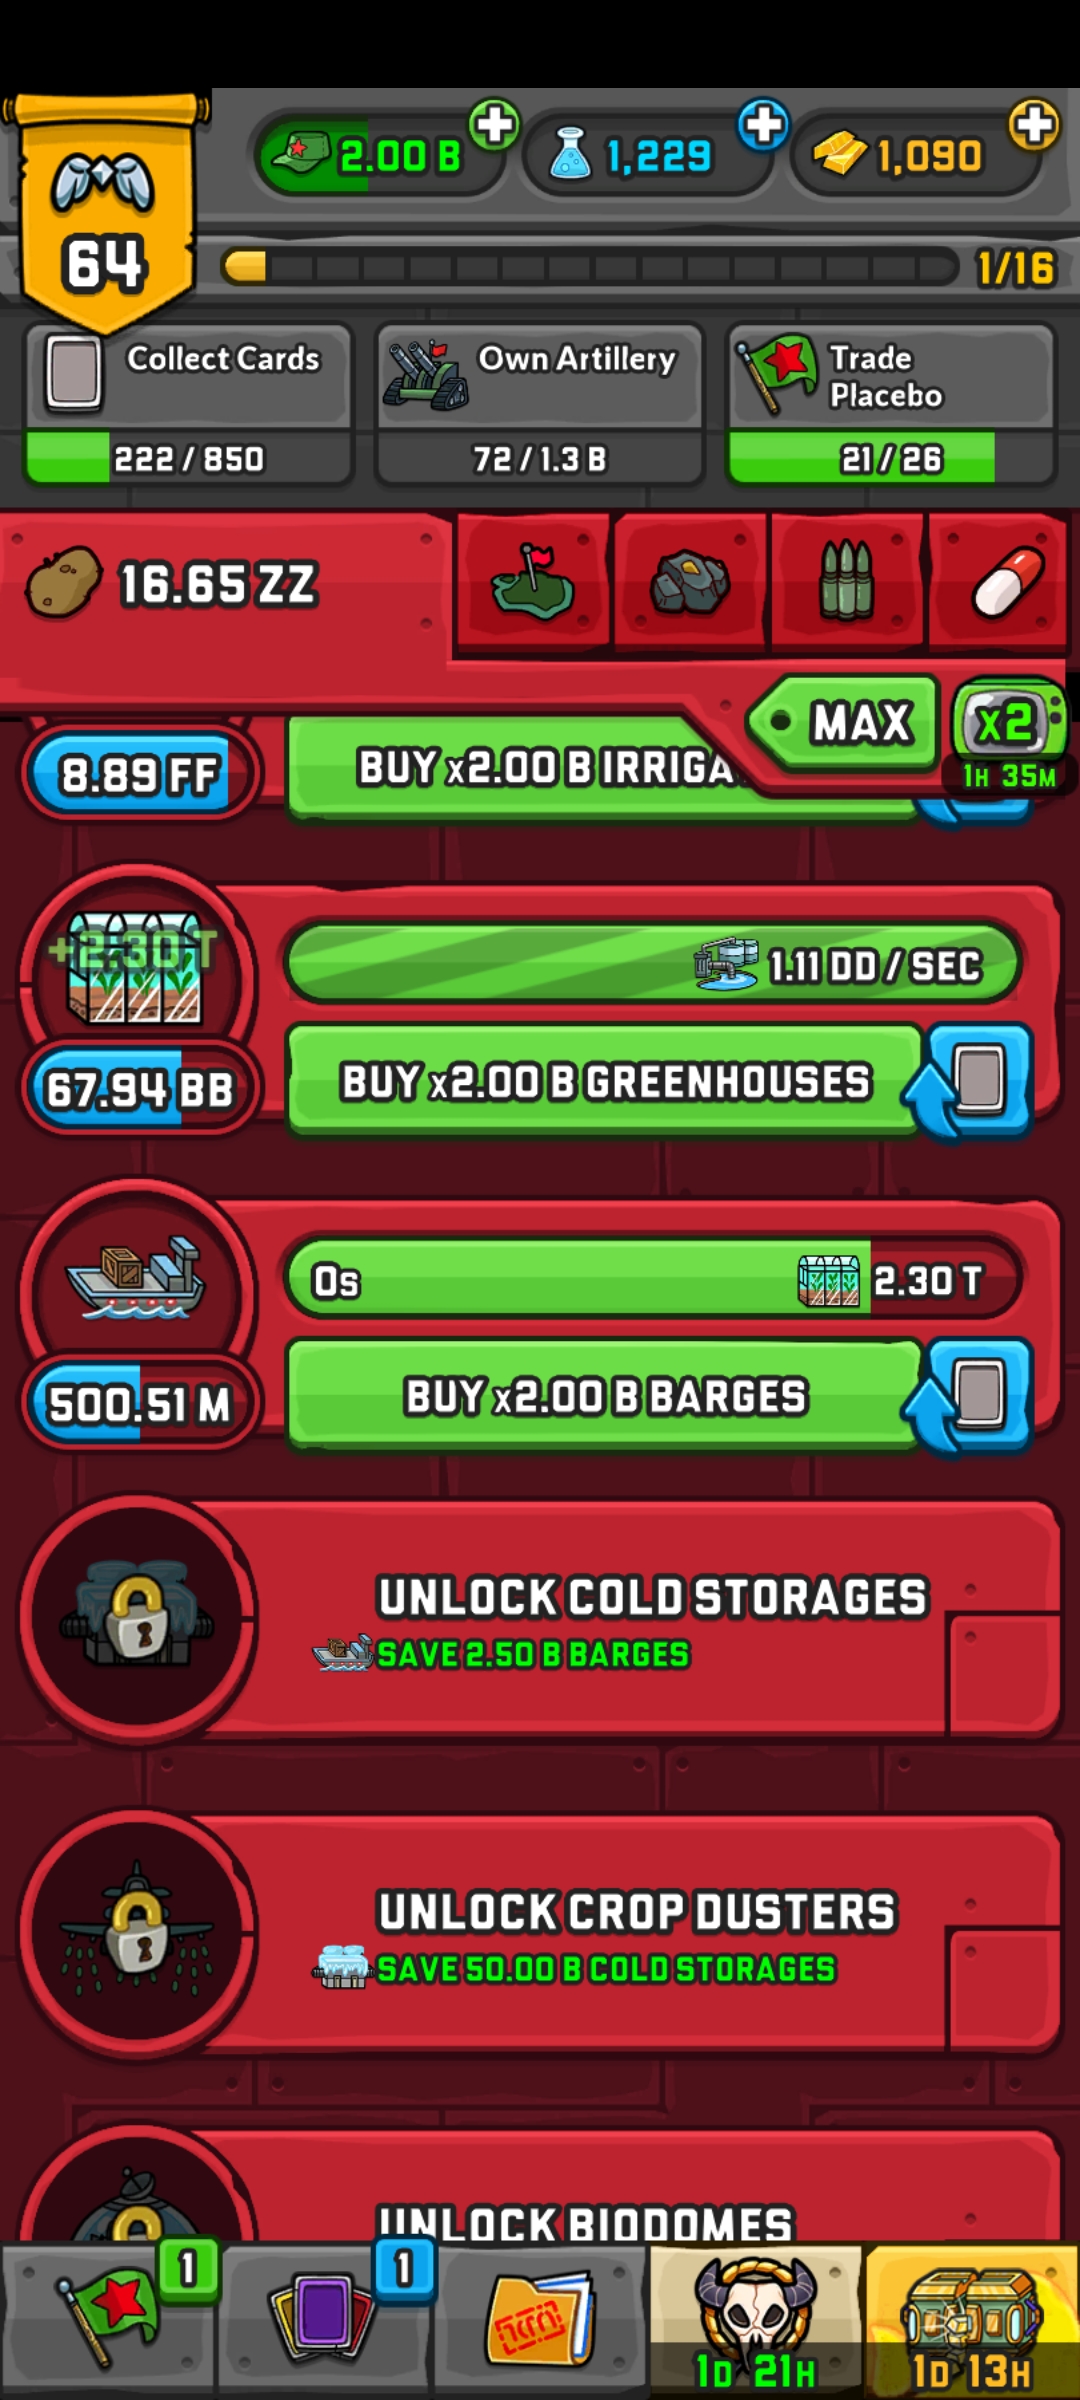 64
2.00 B
1,229
1,090
1/16
Collect Cards
222 / 850
Own Artillery
72 / 1.3 B
Trade
Placebo
21 / 26
16.65 ZZ
MAX
x2
1H 35M
8.89 FF
BUY x2.00 B IRRIGA
+2.30 T
1.11 DD / SEC
67.94 BB
BUY x2.00 B GREENHOUSES
0s
2.30 T
500.51 M
BUY x2.00 B BARGES
UNLOCK COLD STORAGES
SAVE 2.50 B BARGES
UNLOCK CROP DUSTERS
SAVE 50.00 B COLD STORAGES
UNLOCK BIODOMES
1
1
1D 21H
1D 13H